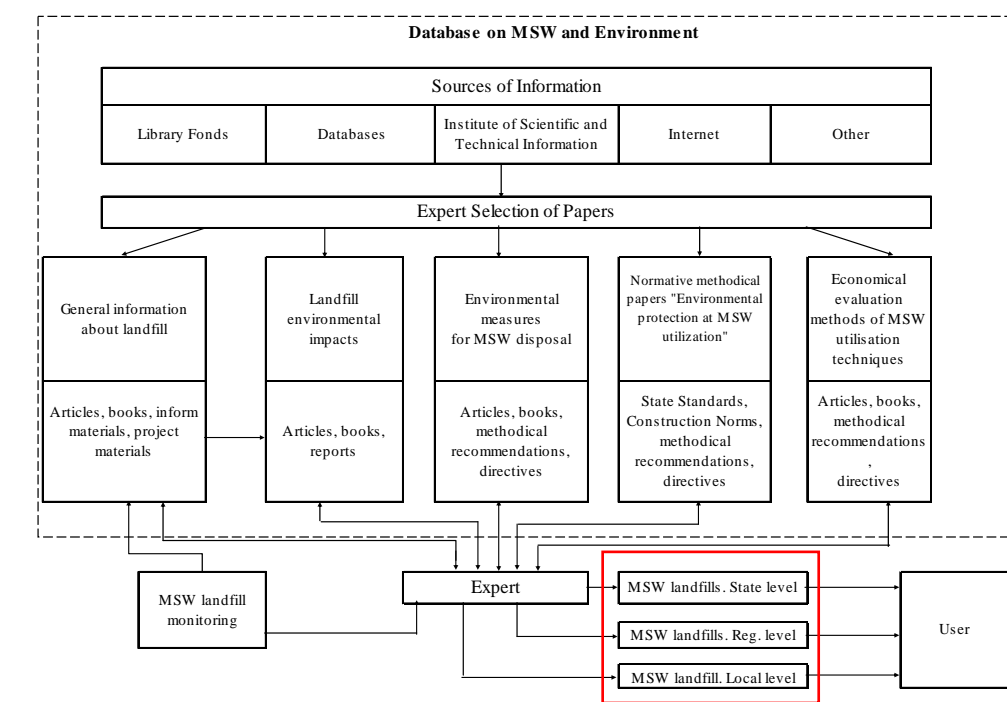 Database on MSW and Environment
Sources of Information
Library Fonds
Databases
Institute of Scientific and
Technical Information
Internet
Other
Expert Selection of Papers
General information
about landfill
Landfill
environmental
impacts
Environmental
measures
for MSW disposal
Normative methodical
papers "Environmental
protection at MSW
utilization"
Economical
evaluation
methods of MSW
utilisation
techniques
Articles, books, inform
materials, project
materials
Articles, books,
reports
Articles, books,
methodical
recommendations,
directives
State Standards,
Construction Norms,
methodical
recommendations,
directives
Articles, books,
methodical
recommendations
,
directives
MSW landfill
monitoring
Expert
MSW landfills. State level
MSW landfills. Reg. level
MSW landfill. Local level
User